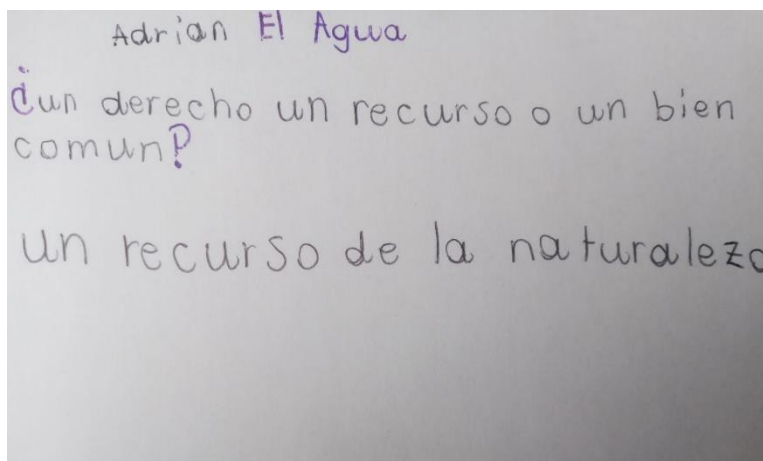 Adrian El Agua
¿un derecho un recurso o un bien
comun?
un recurso de la naturaleza